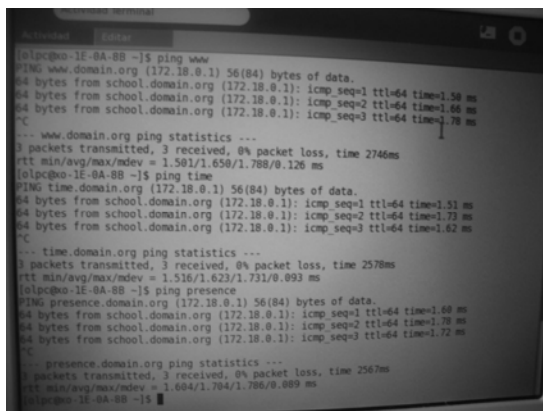 Actividad Terminal
Actividad Editar
[olpc@xo-1E-0A-8B ~]$ ping www
PING www.domain.org (172.18.0.1) 56(84) bytes of data.
64 bytes from school.domain.org (172.18.0.1): icmp_seq=1 ttl=64 time=1.50 ms
64 bytes from school.domain.org (172.18.0.1): icmp_seq=2 ttl=64 time=1.66 ms
64 bytes from school.domain.org (172.18.0.1): icmp_seq=3 ttl=64 time=1.78 ms
^C
--- www.domain.org ping statistics ---
3 packets transmitted, 3 received, 0% packet loss, time 2746ms
rtt min/avg/max/mdev = 1.501/1.650/1.788/0.126 ms
[olpc@xo-1E-0A-8B ~]$ ping time
PING time.domain.org (172.18.0.1) 56(84) bytes of data.
64 bytes from school.domain.org (172.18.0.1): icmp_seq=1 ttl=64 time=1.51 ms
64 bytes from school.domain.org (172.18.0.1): icmp_seq=2 ttl=64 time=1.73 ms
64 bytes from school.domain.org (172.18.0.1): icmp_seq=3 ttl=64 time=1.62 ms
^C
--- time.domain.org ping statistics ---
3 packets transmitted, 3 received, 0% packet loss, time 2578ms
rtt min/avg/max/mdev = 1.516/1.623/1.731/0.093 ms
[olpc@xo-1E-0A-8B ~]$ ping presence
PING presence.domain.org (172.18.0.1) 56(84) bytes of data.
64 bytes from school.domain.org (172.18.0.1): icmp_seq=1 ttl=64 time=1.60 ms
64 bytes from school.domain.org (172.18.0.1): icmp_seq=2 ttl=64 time=1.78 ms
64 bytes from school.domain.org (172.18.0.1): icmp_seq=3 ttl=64 time=1.72 ms
^C
--- presence.domain.org ping statistics ---
3 packets transmitted, 3 received, 0% packet loss, time 2567ms
rtt min/avg/max/mdev = 1.604/1.704/1.786/0.089 ms
[olpc@xo-1E-0A-8B ~]$